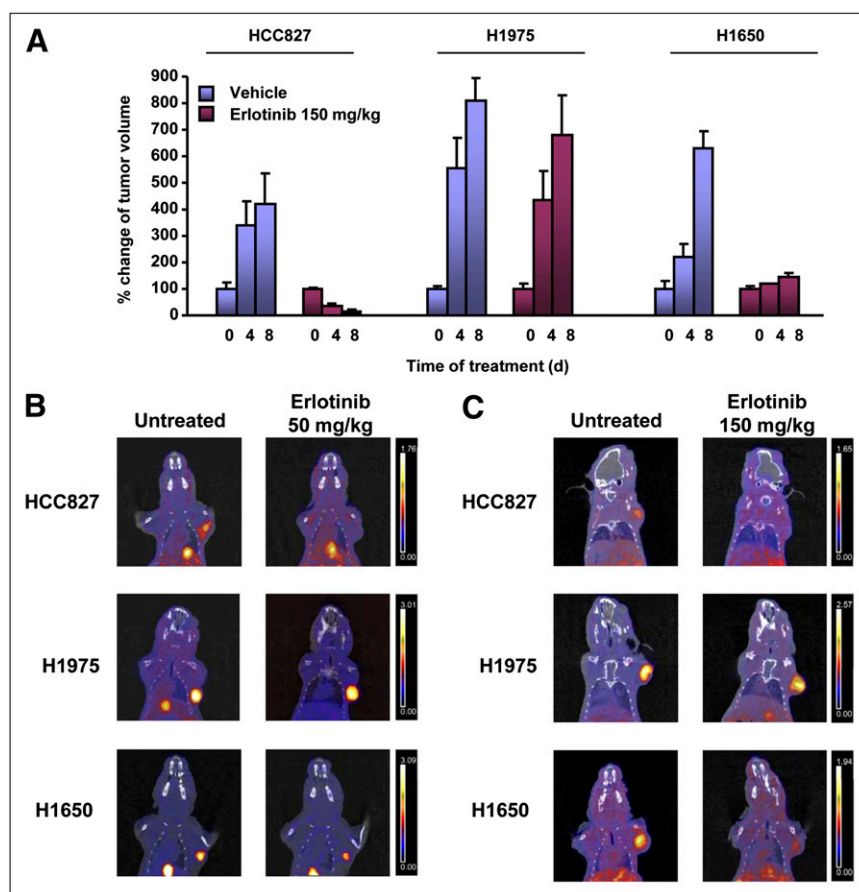 A
HCC827 H1975 H1650
% change of tumor volume
900
800
700
600
500
400
300
200
100
0
Vehicle
Erlotinib 150 mg/kg
0 4 8 0 4 8 0 4 8 0 4 8 0 4 8 0 4 8
Time of treatment (d)
B
Untreated Erlotinib
50 mg/kg
HCC827
1.76
0.00
H1975
3.01
0.00
H1650
3.09
0.00
C
Untreated Erlotinib
150 mg/kg
HCC827
1.65
0.00
H1975
2.57
0.00
H1650
1.94
0.00